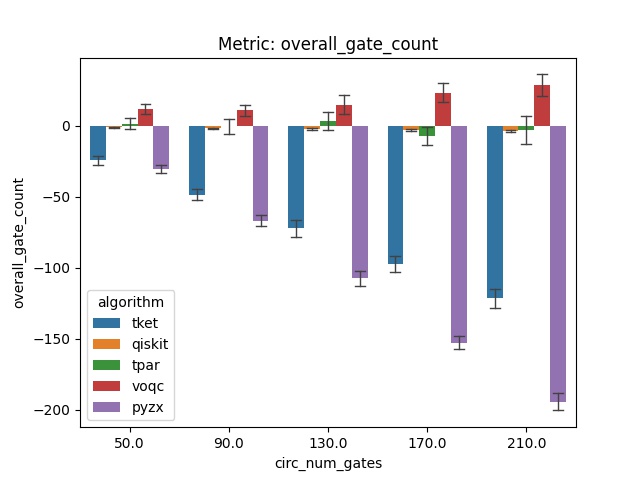 Metric: overall_gate_count
overall_gate_count
0
−50
−100
−150
−200
algorithm
tket
qiskit
tpar
voqc
pyzx
50.0
90.0
130.0
170.0
210.0
circ_num_gates